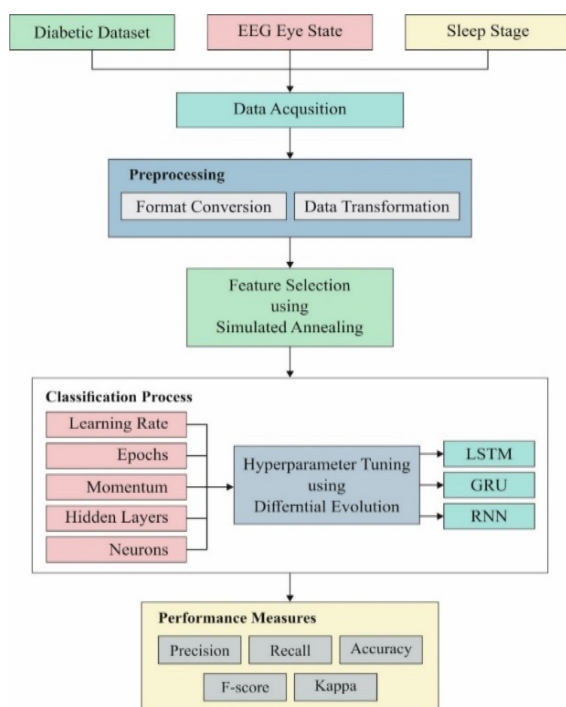 Diabetic Dataset
EEG Eye State
Sleep Stage
Data Acqusition
Preprocessing
Format Conversion
Data Transformation
Feature Selection
using
Simulated Annealing
Classification Process
Learning Rate
Epochs
Momentum
Hidden Layers
Neurons
Hyperparameter Tuning
using
Differntial Evolution
LSTM
GRU
RNN
Performance Measures
Precision
Recall
Accuracy
F-score
Kappa